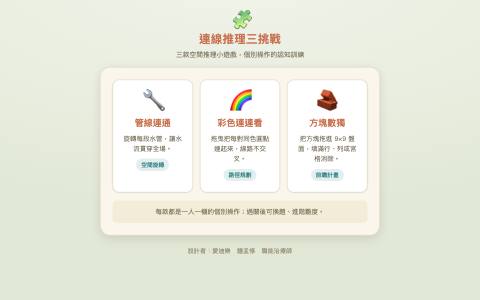 連線推理三挑戰
三款空間推理小遊戲，個別操作的認知訓練
管線連通
旋轉每段水管，讓水
流貫穿全場。
空間旋轉
彩色連連看
拖曳把每對同色圓點
連起來，線路不交
叉。
路徑規劃
方塊數獨
把方塊拖進 9×9 盤
面，填滿行、列或宮
格消除。
前瞻計畫
每款都是一人一機的個別操作；過關後可換題、進階難度。
設計者：愛迪樂　鍾孟修　職能治療師